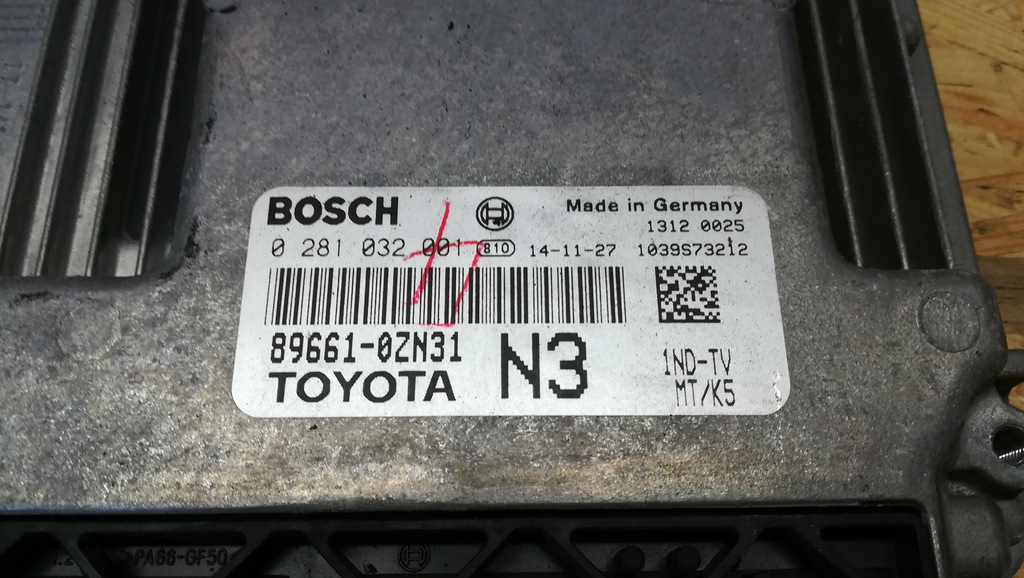 BOSCH
Made in Germany
1312 0025
0 281 032 001 810 14-11-27 1039S73212
89661-0ZN31
TOYOTA
N3
1ND-TV
MT/K5
>PA66-GF50